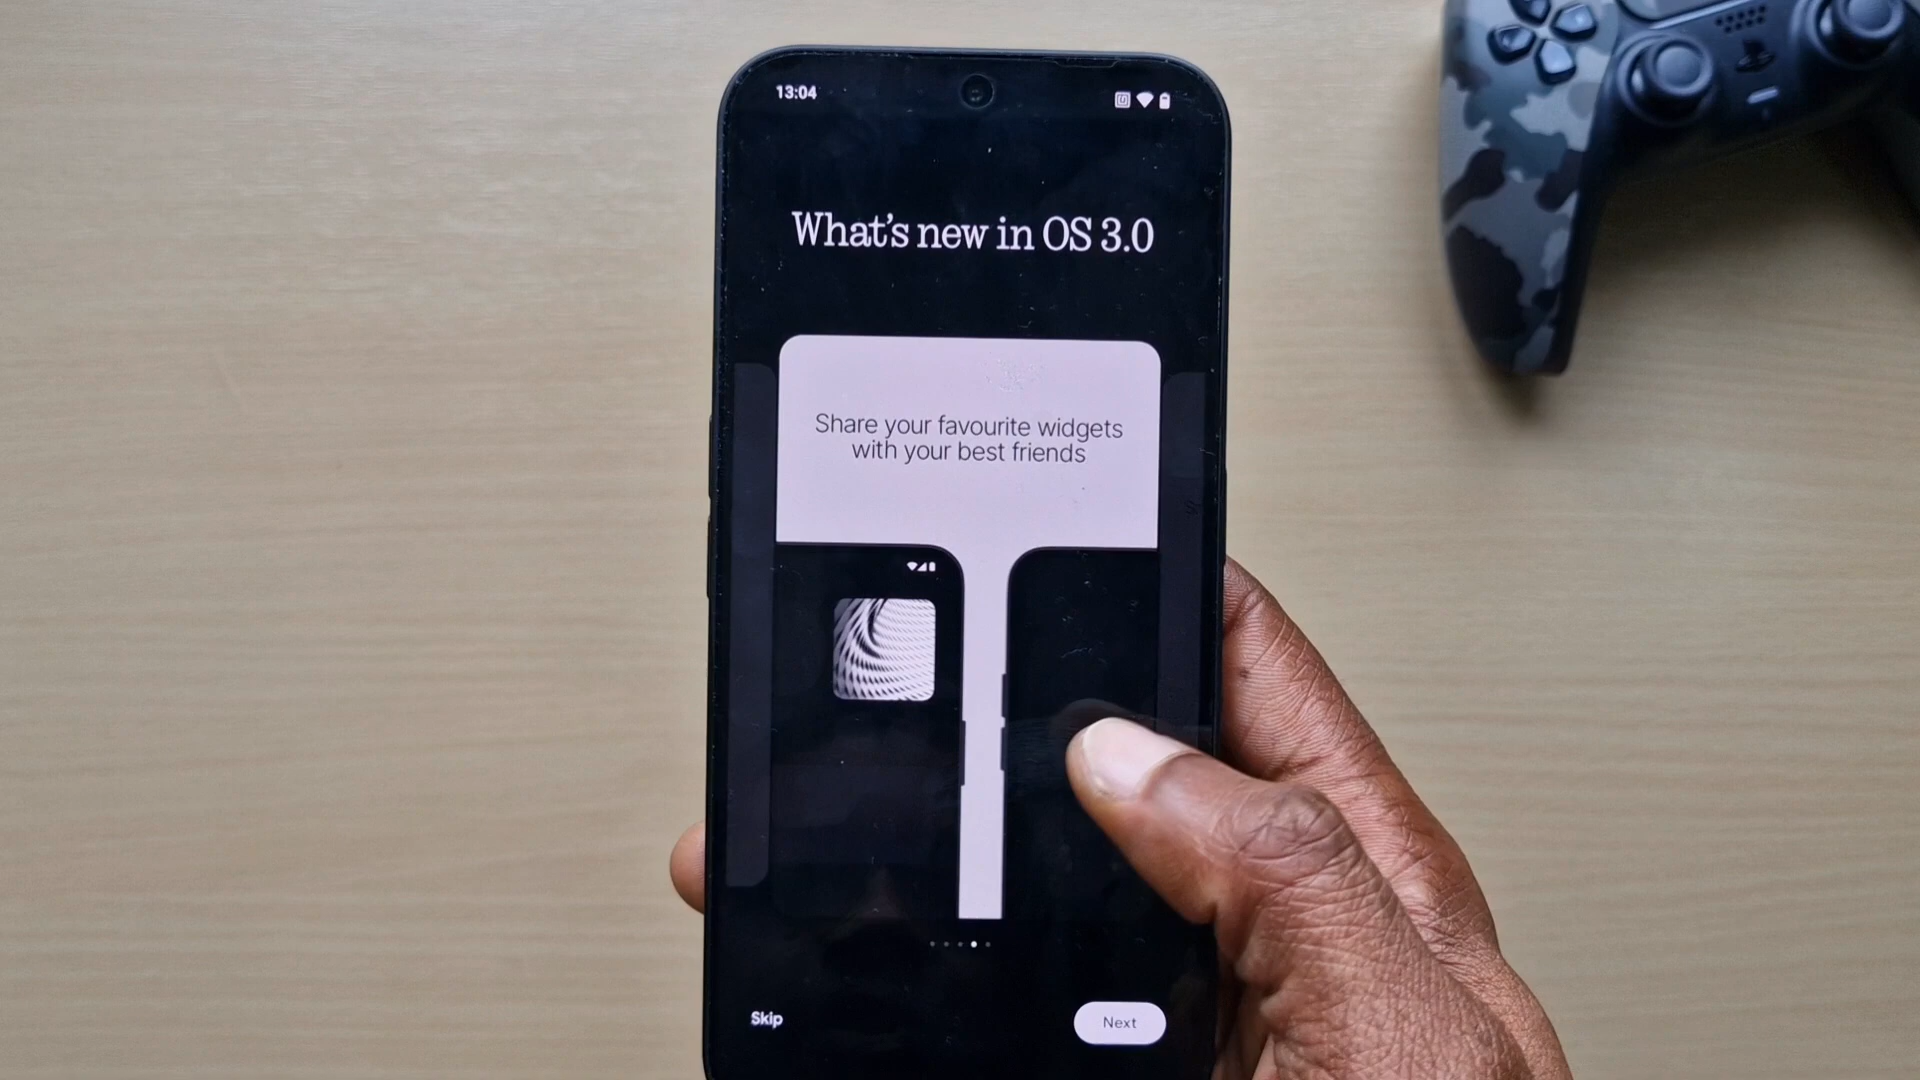 13:04
What's new in OS 3.0
Share your favourite widgets
with your best friends
Skip
Next